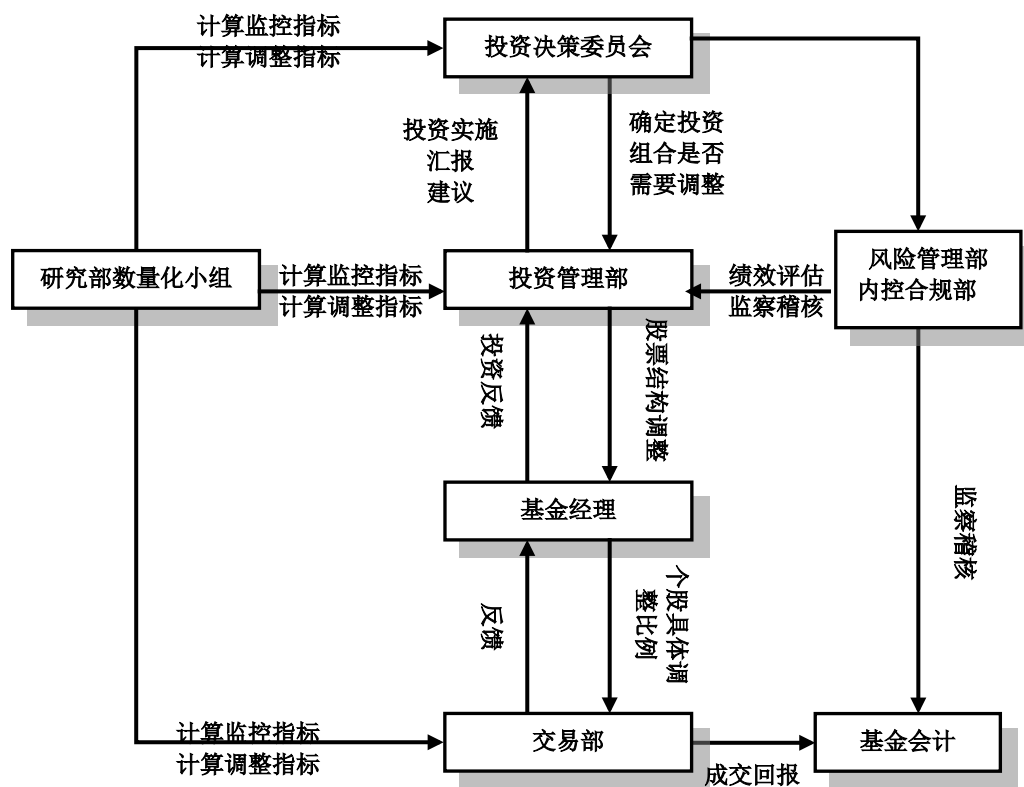 计算监控指标
计算调整指标
投资决策委员会
投资实施
汇报
建议
确定投资
组合是否
需要调整
研究部数量化小组
计算监控指标
计算调整指标
投资管理部
绩效评估
监察稽核
风险管理部
内控合规部
投资反馈
股票结构调整
基金经理
监察稽核
反馈
个股具体调
整比例
计算监控指标
计算调整指标
交易部
成交回报
基金会计